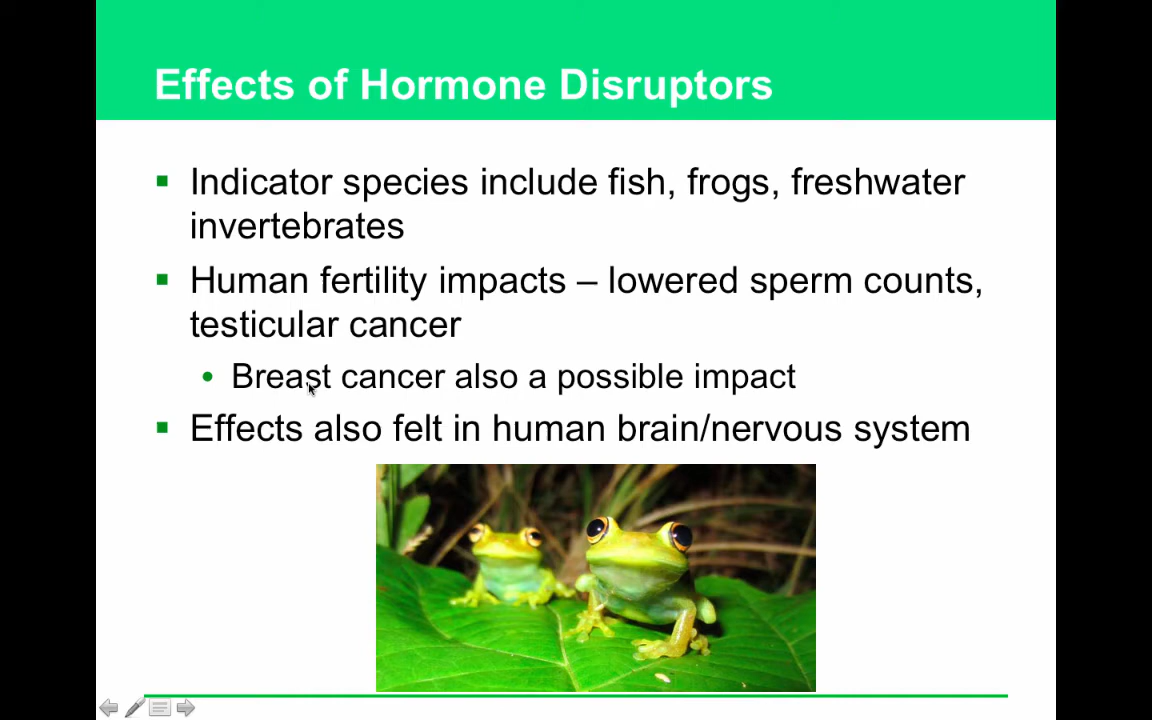 Effects of Hormone Disruptors
Indicator species include fish, frogs, freshwater
invertebrates
Human fertility impacts – lowered sperm counts,
testicular cancer
Breast cancer also a possible impact
Effects also felt in human brain/nervous system